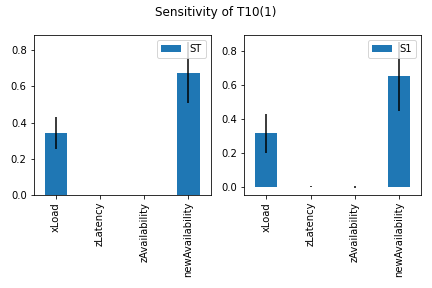 Sensitivity of T10(1)
ST
0.8
0.6
0.4
0.2
0.0
xLoad
zLatency
zAvailability
newAvailability
S1
0.8
0.6
0.4
0.2
0.0
xLoad
zLatency
zAvailability
newAvailability